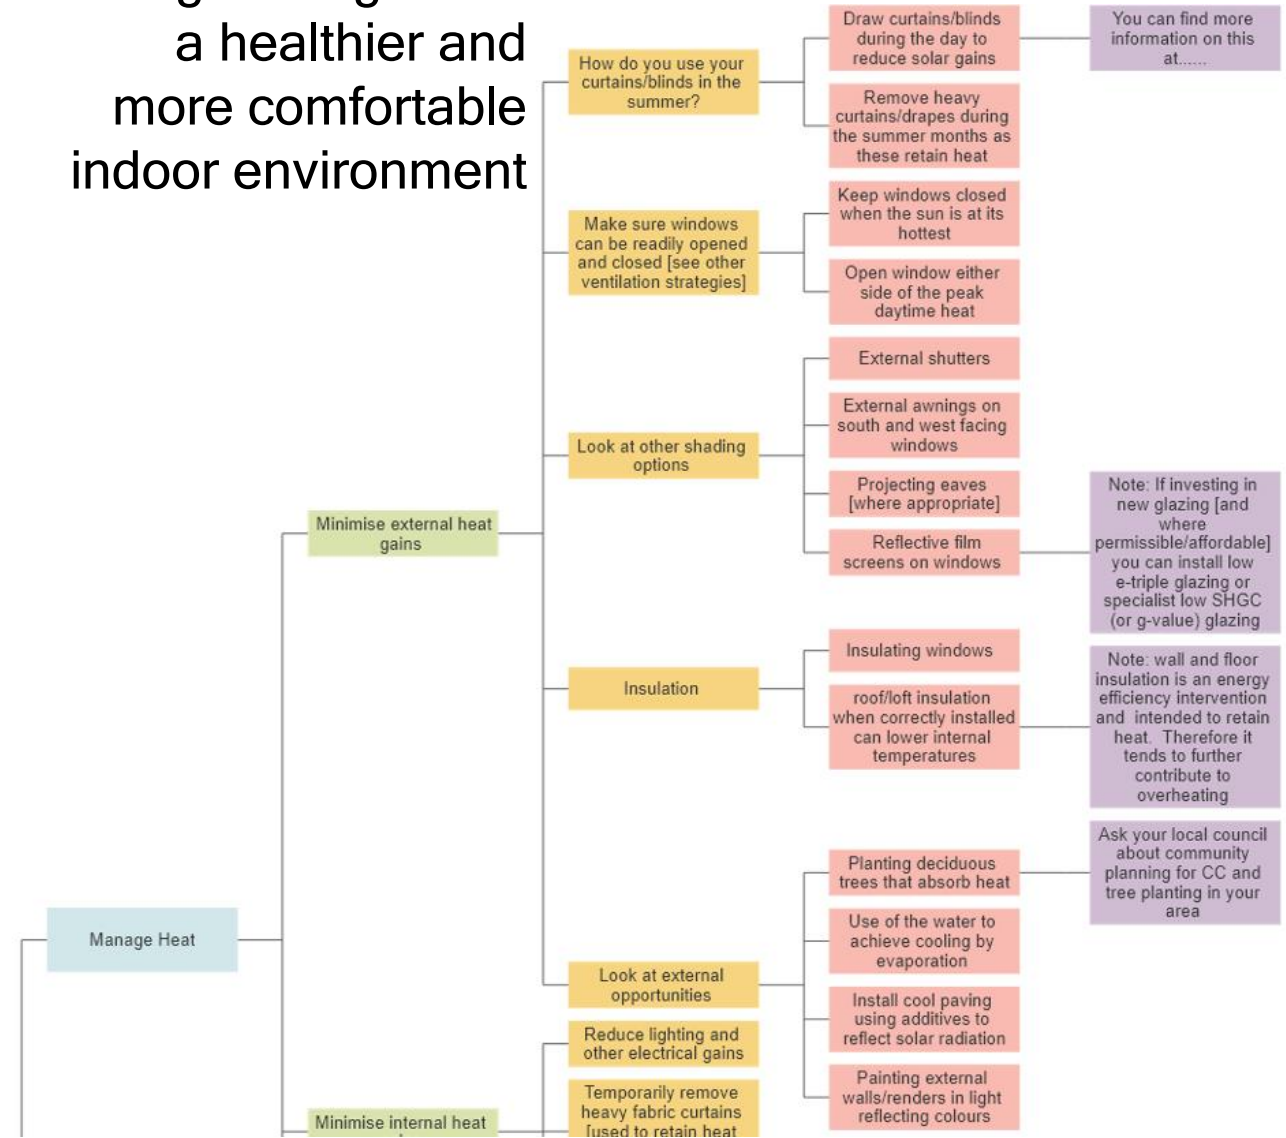 a healthier and
more comfortable
indoor environment
Manage Heat
Minimise external heat
gains
How do you use your
curtains/blinds in the
summer?
Draw curtains/blinds
during the day to
reduce solar gains
You can find more
information on this
at......
Remove heavy
curtains/drapes during
the summer months as
these retain heat
Make sure windows
can be readily opened
and closed [see other
ventilation strategies]
Keep windows closed
when the sun is at its
hottest
Open window either
side of the peak
daytime heat
Look at other shading
options
External shutters
External awnings on
south and west facing
windows
Projecting eaves
[where appropriate]
Reflective film
screens on windows
Note: If investing in
new glazing [and
where
permissible/affordable]
you can install low
e-triple glazing or
specialist low SHGC
(or g-value) glazing
Insulation
Insulating windows
roof/loft insulation
when correctly installed
can lower internal
temperatures
Note: wall and floor
insulation is an energy
efficiency intervention
and intended to retain
heat. Therefore it
tends to further
contribute to
overheating
Look at external
opportunities
Planting deciduous
trees that absorb heat
Ask your local council
about community
planning for CC and
tree planting in your
area
Use of the water to
achieve cooling by
evaporation
Install cool paving
using additives to
reflect solar radiation
Painting external
walls/renders in light
reflecting colours
Minimise internal heat
Reduce lighting and
other electrical gains
Temporarily remove
heavy fabric curtains
[used to retain heat